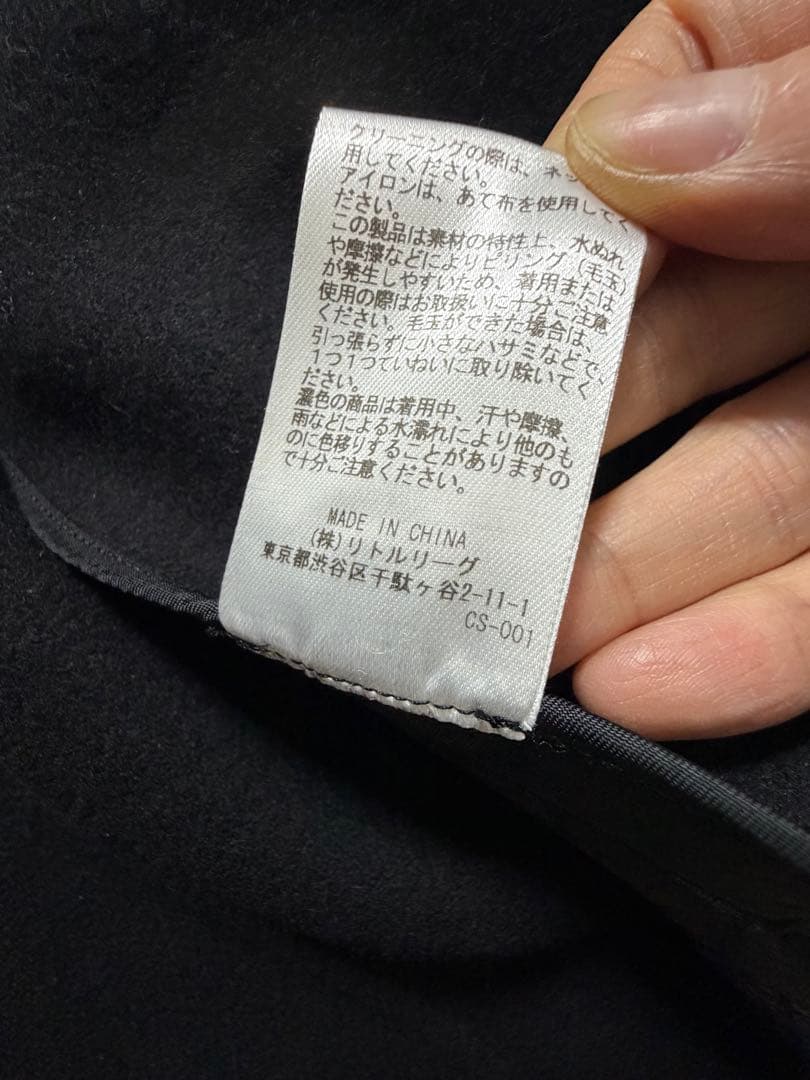 クリーニングの際は、ネッ
用してください。
アイロンは、あて布を使用してく
ださい。
この製品は素材の特性上、水ぬれ
や摩擦などによりピリング(毛玉)
が発生しやすいため、着用または
使用の際はお取扱いに十分ご注意
ください。毛玉ができた場合は、
引っ張らずに小さなハサミなどで、
1つ1つていねいに取り除いてく
ださい。
濃色の商品は着用中、汗や摩擦、
雨などによる水濡れにより他のも
のに色移りすることがありますの
で十分ご注意ください。
MADE IN CHINA
(株)リトルリーグ
東京都渋谷区千駄ヶ谷2-11-1
CS-001